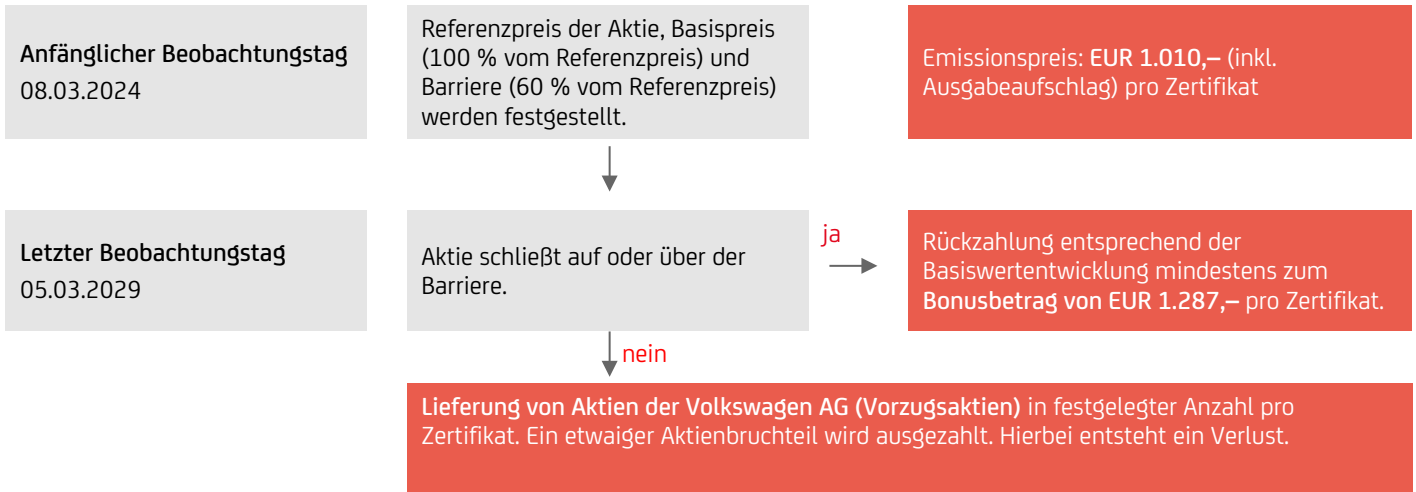 Anfänglicher Beobachtungstag
08.03.2024
Referenzpreis der Aktie, Basispreis
(100 % vom Referenzpreis) und
Barriere (60 % vom Referenzpreis)
werden festgestellt.
Emissionspreis: EUR 1.010,– (inkl.
Ausgabeaufschlag) pro Zertifikat
Letzter Beobachtungstag
05.03.2029
Aktie schließt auf oder über der
Barriere.
ja
Rückzahlung entsprechend der
Basiswertentwicklung mindestens zum
Bonusbetrag von EUR 1.287,– pro Zertifikat.
nein
Lieferung von Aktien der Volkswagen AG (Vorzugsaktien) in festgelegter Anzahl pro
Zertifikat. Ein etwaiger Aktienbruchteil wird ausgezahlt. Hierbei entsteht ein Verlust.